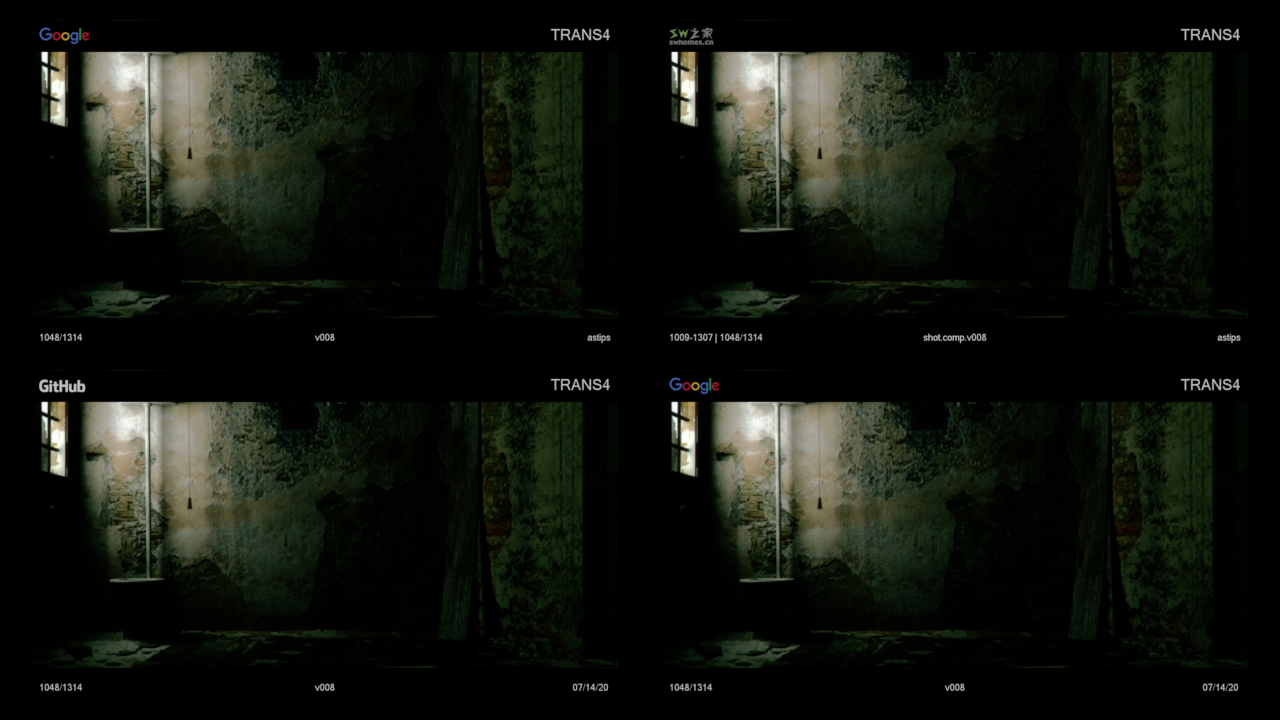 Google TRANS4
SW之家 TRANS4
swhomes.cn
1048/1314 v008 astips
1009-1307 | 1048/1314 shot.comp.v008 astips
GitHub TRANS4
Google TRANS4
1048/1314 v008 07/14/20
1048/1314 v008 07/14/20